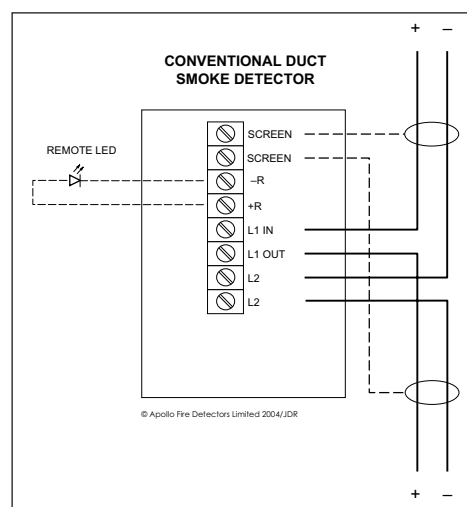 + –
CONVENTIONAL DUCT
SMOKE DETECTOR
SCREEN
REMOTE LED
SCREEN
–R
+R
L1 IN
L1 OUT
L2
L2
© Apollo Fire Detectors Limited 2004/JDR
+ –